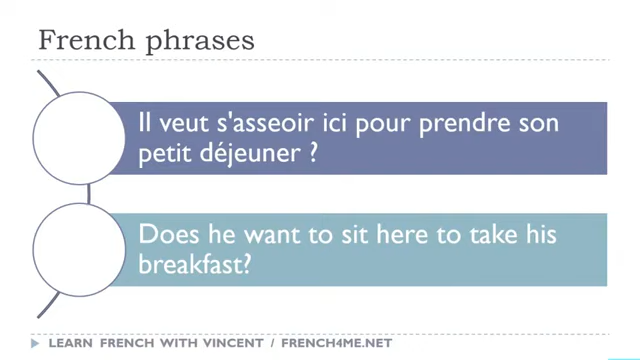 French phrases
Il veut s'asseoir ici pour prendre son
petit déjeuner ?
Does he want to sit here to take his
breakfast?
LEARN FRENCH WITH VINCENT / FRENCH4ME.NET